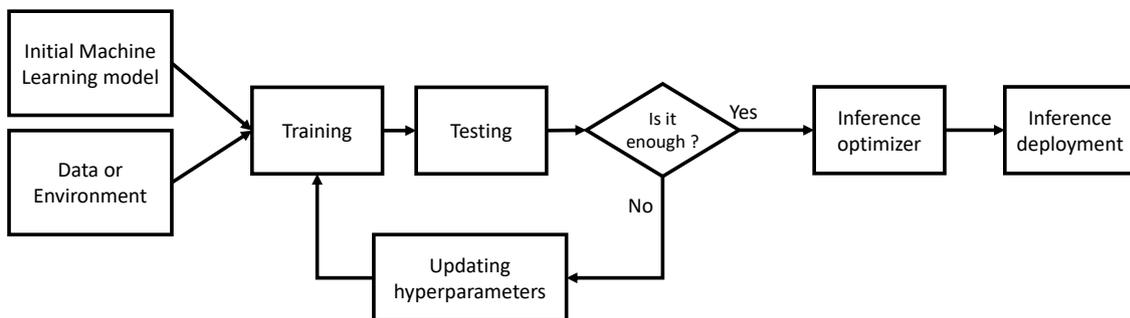 Initial Machine
Learning model
Data or
Environment
Training
Testing
Is it
enough ?
Yes
No
Updating
hyperparameters
Inference
optimizer
Inference
deployment